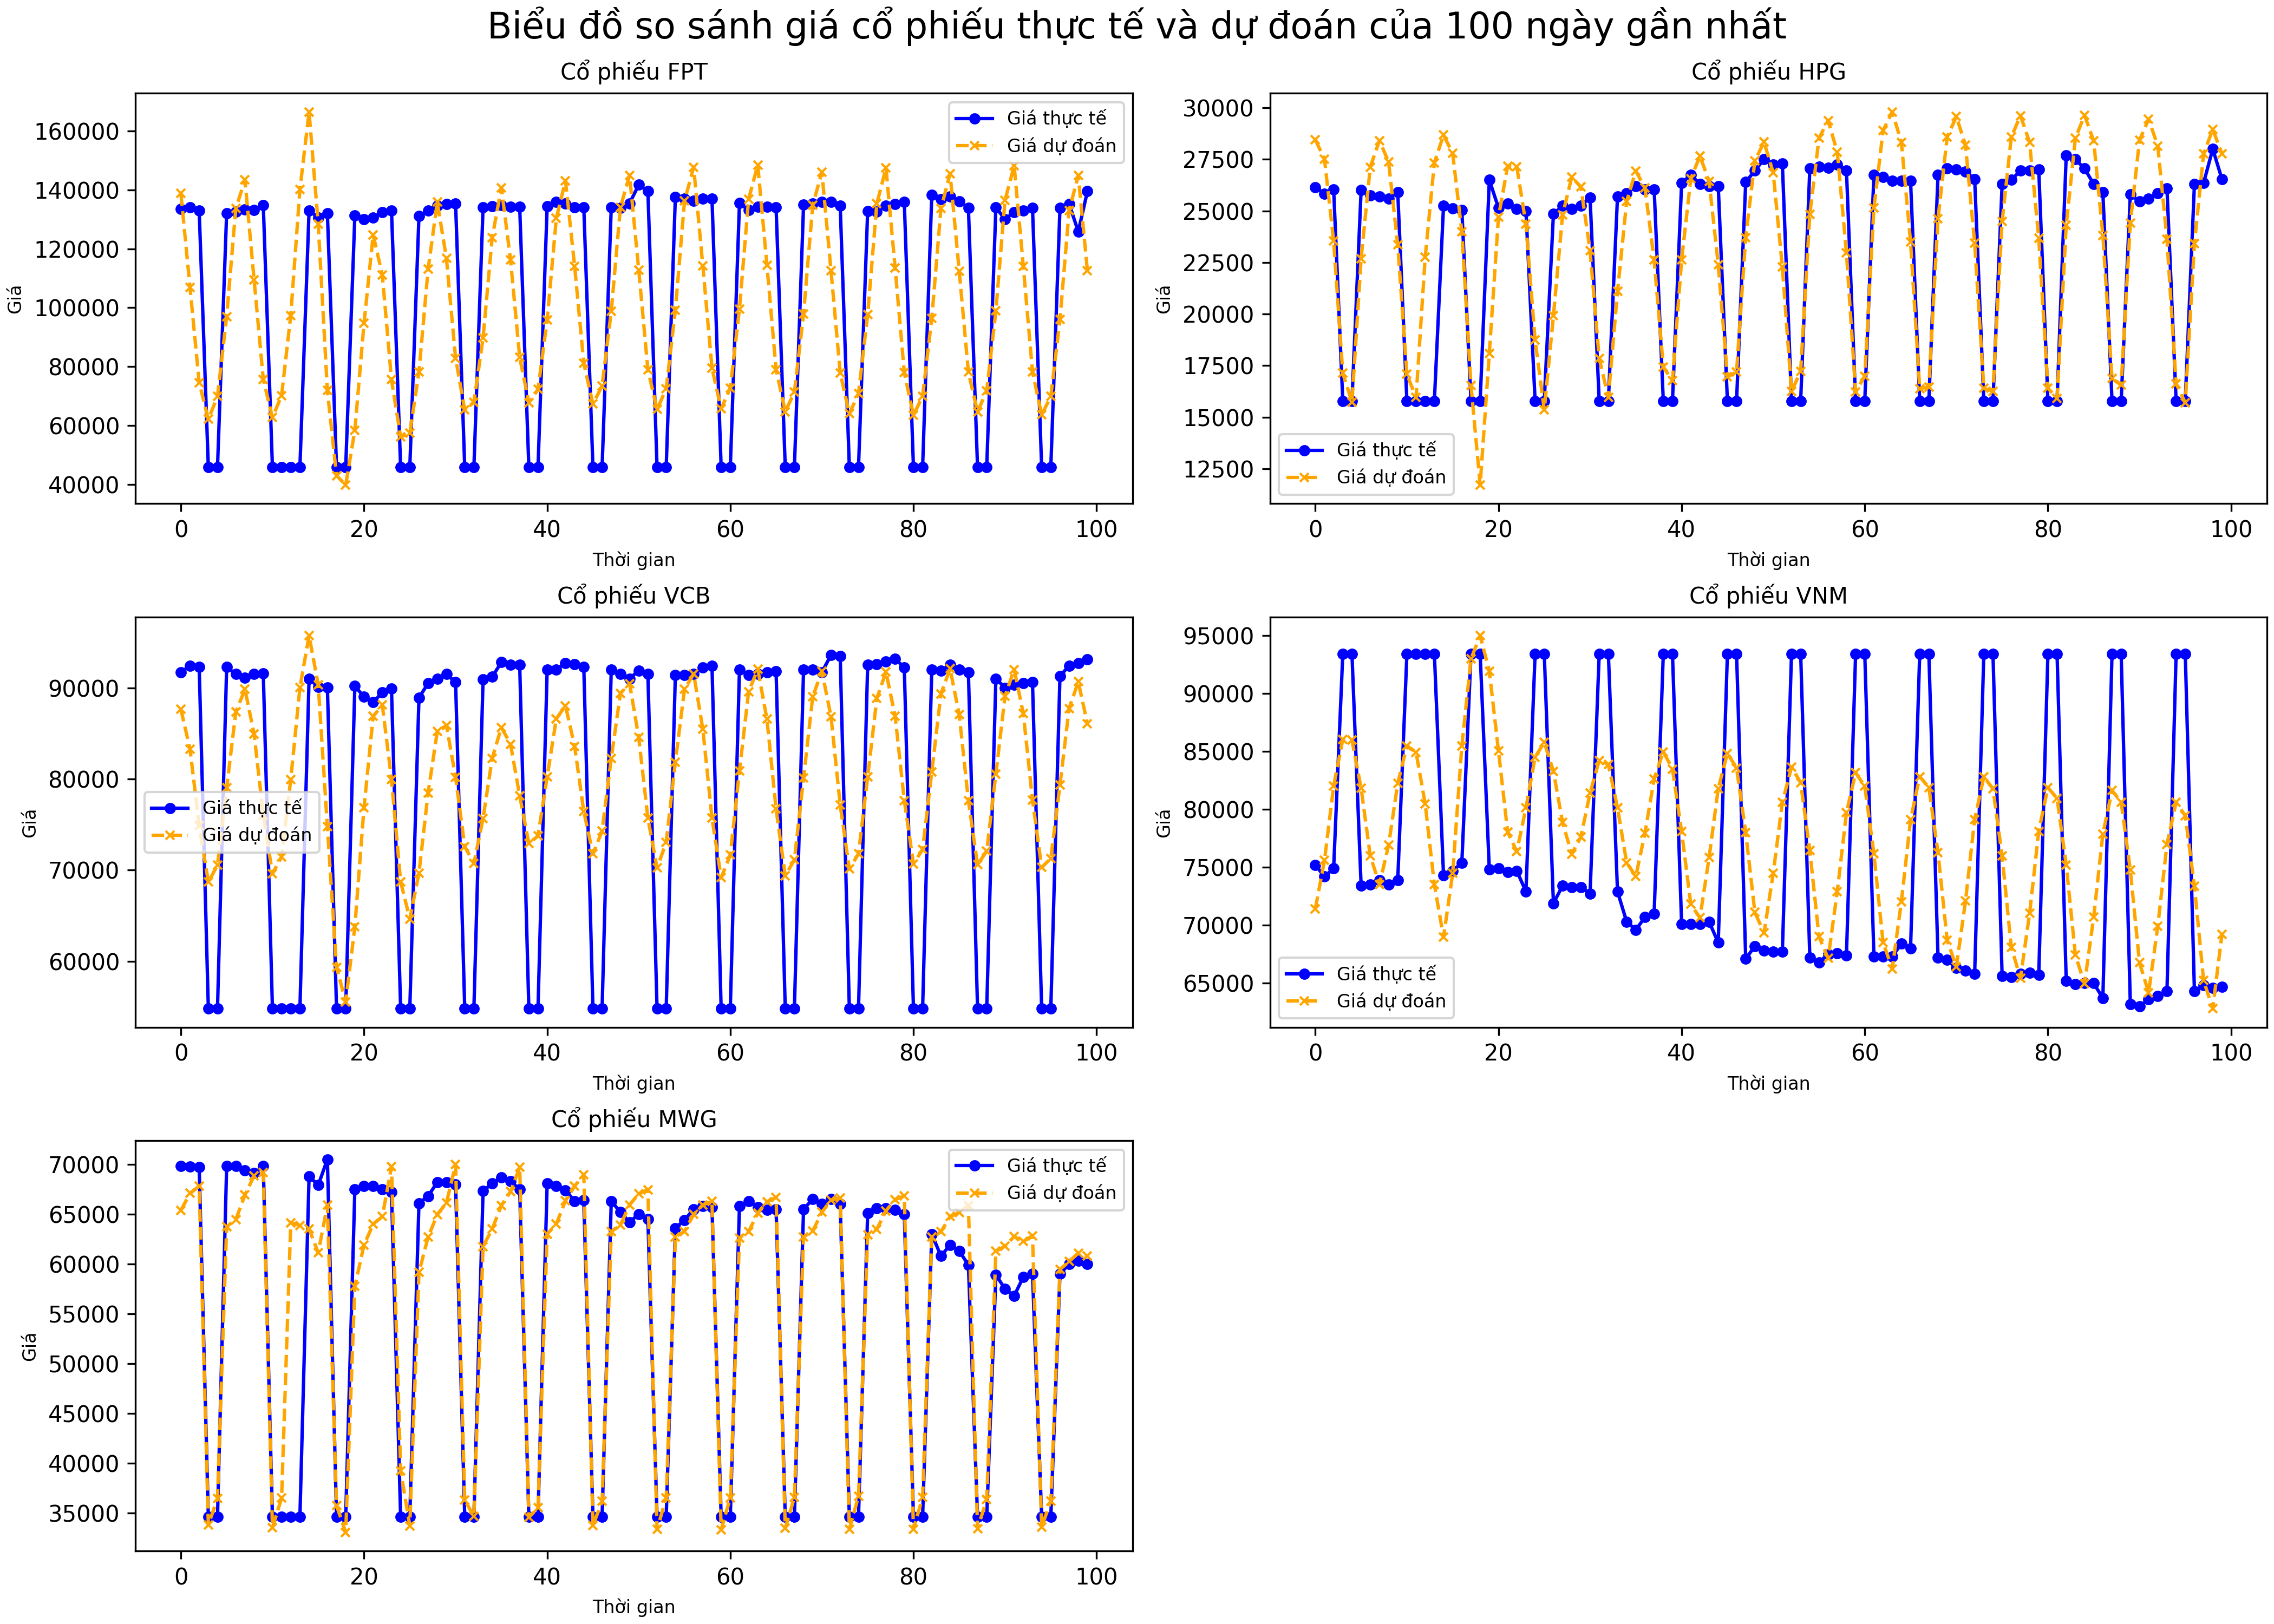 Biểu đồ so sánh giá cổ phiếu thực tế và dự đoán của 100 ngày gần nhất
Cổ phiếu FPT
Giá
160000
140000
120000
100000
80000
60000
40000
Giá thực tế
Giá dự đoán
0 20 40 60 80 100
Thời gian
Cổ phiếu HPG
Giá
30000
27500
25000
22500
20000
17500
15000
12500
Giá thực tế
Giá dự đoán
0 20 40 60 80 100
Thời gian
Cổ phiếu VCB
Giá
90000
80000
70000
60000
Giá thực tế
Giá dự đoán
0 20 40 60 80 100
Thời gian
Cổ phiếu VNM
Giá
95000
90000
85000
80000
75000
70000
65000
Giá thực tế
Giá dự đoán
0 20 40 60 80 100
Thời gian
Cổ phiếu MWG
Giá
70000
65000
60000
55000
50000
45000
40000
35000
Giá thực tế
Giá dự đoán
0 20 40 60 80 100
Thời gian